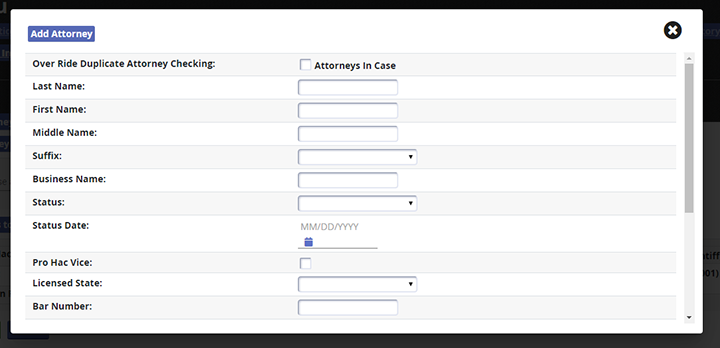 Add Attorney
Over Ride Duplicate Attorney Checking: Attorneys In Case
Last Name:
First Name:
Middle Name:
Suffix:
Business Name:
Status:
Status Date: MM/DD/YYYY
Pro Hac Vice:
Licensed State:
Bar Number: